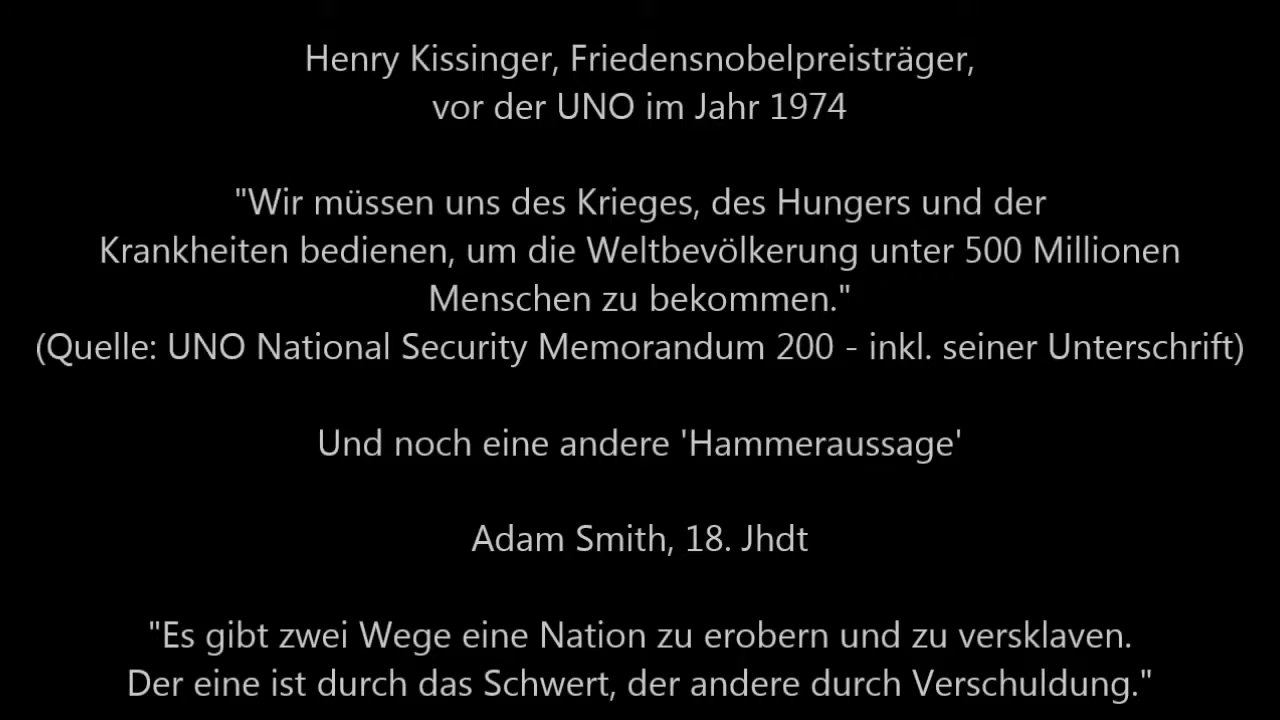 Henry Kissinger, Friedensnobelpreisträger,
vor der UNO im Jahr 1974
"Wir müssen uns des Krieges, des Hungers und der
Krankheiten bedienen, um die Weltbevölkerung unter 500 Millionen
Menschen zu bekommen."
(Quelle: UNO National Security Memorandum 200 - inkl. seiner Unterschrift)
Und noch eine andere 'Hammeraussage'
Adam Smith, 18. Jhdt
"Es gibt zwei Wege eine Nation zu erobern und zu versklaven.
Der eine ist durch das Schwert, der andere durch Verschuldung."